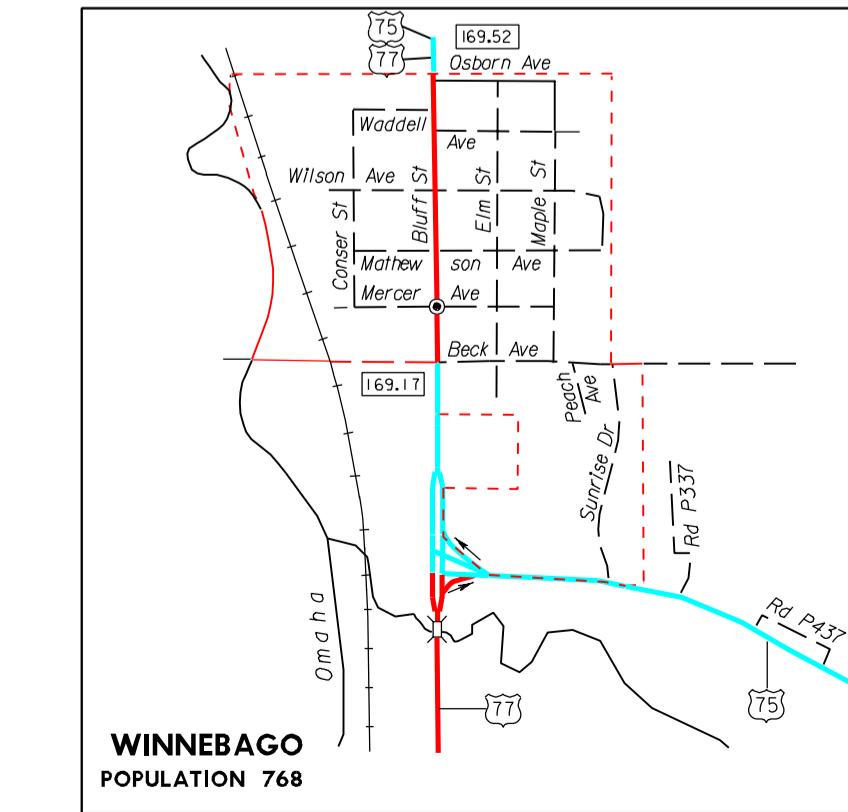 75
169.52
77
Osborn Ave
Waddell
Ave
Wilson Ave
Bluff St
Elm St
Maple St
Conser St
Mathew son Ave
Mercer Ave
Beck Ave
169.17
Peach Ave
Sunrise Dr
Rd P337
Rd P437
Omaha
77
75
WINNEBAGO
POPULATION 768